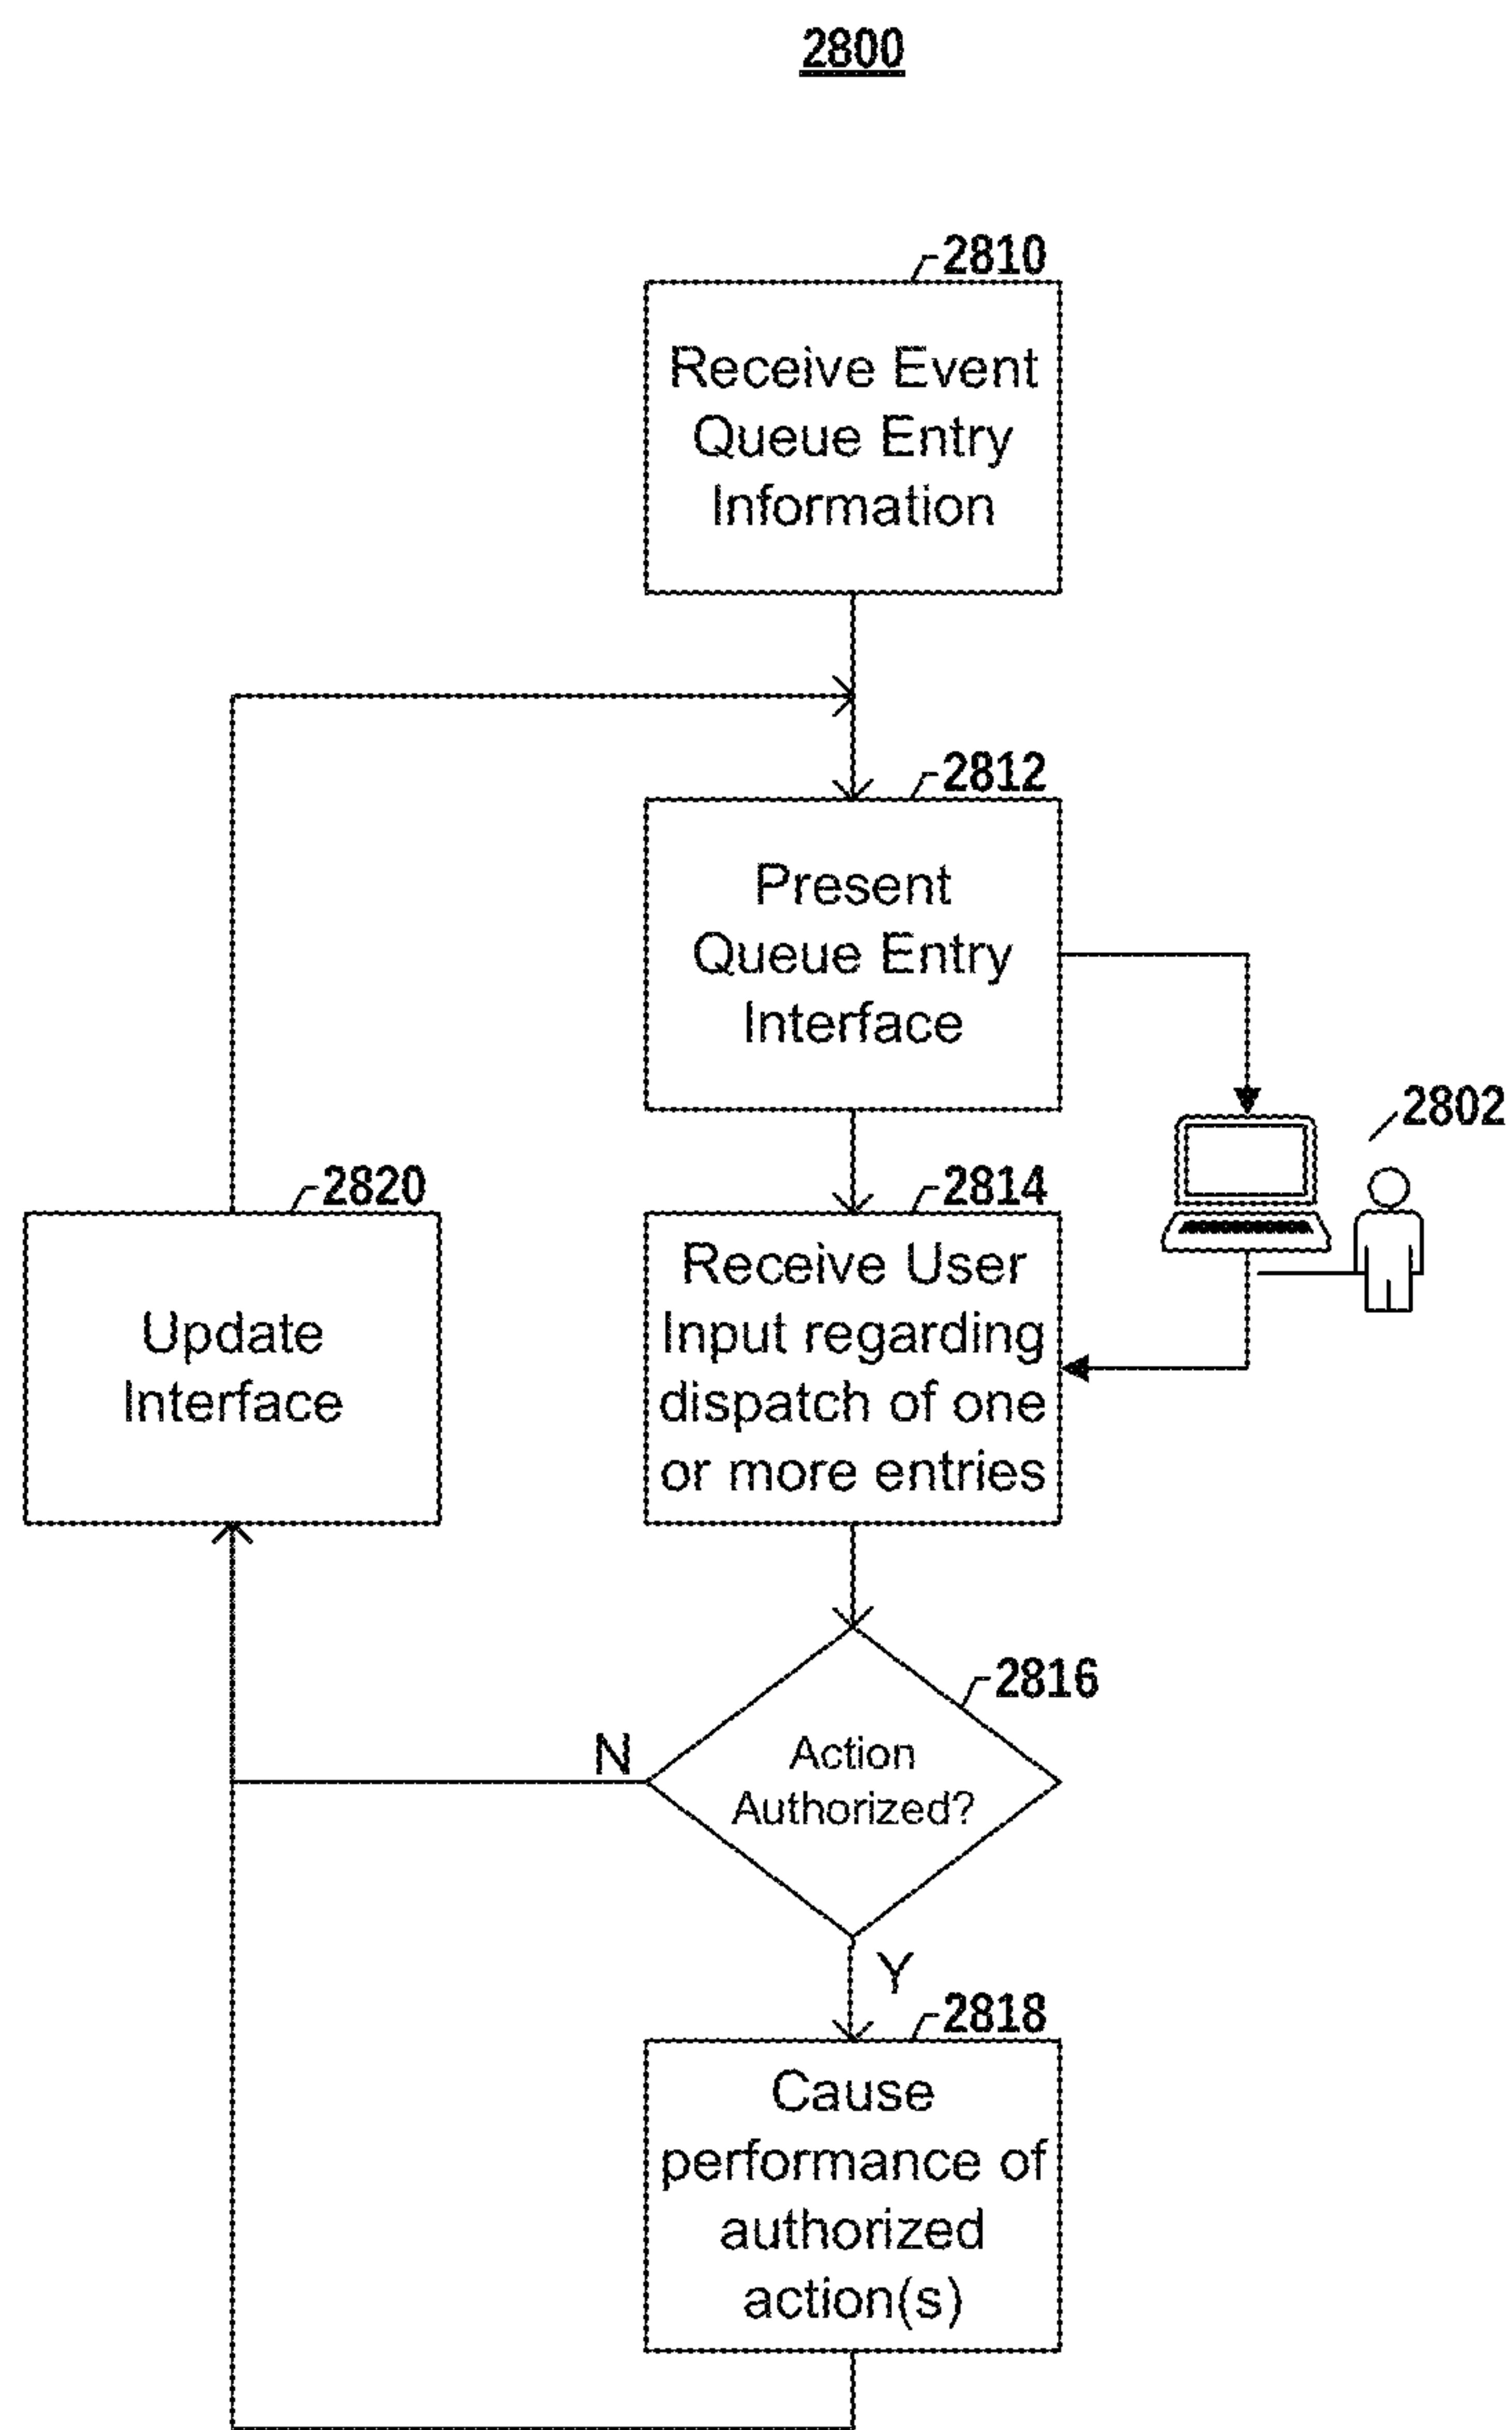 2800
2810
Receive Event
Queue Entry
Information
2812
Present
Queue Entry
Interface
2802
2820
Update
Interface
2814
Receive User
Input regarding
dispatch of one
or more entries
2816
Action
Authorized?
N
Y
2818
Cause
performance of
authorized
action(s)